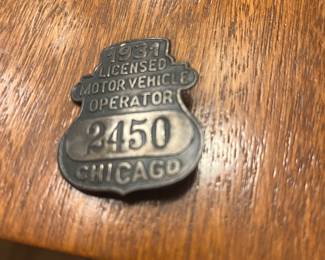 1931
LICENSED
MOTOR VEHICLE
OPERATOR
2450
CHICAGO